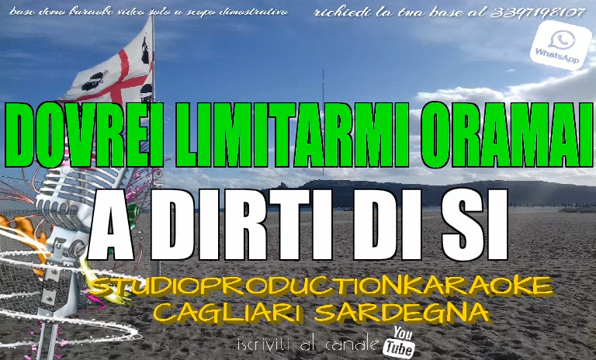 base demo karaoke video solo a scopo dimostrativo
richiedi la tua base al 3397198107
WhatsApp
DOVREI LIMITARMI ORAMAI
A DIRTI DI SI
STUDIOPRODUCTIONKARAOKE
CAGLIARI SARDEGNA
iscriviti al canale
You
Tube